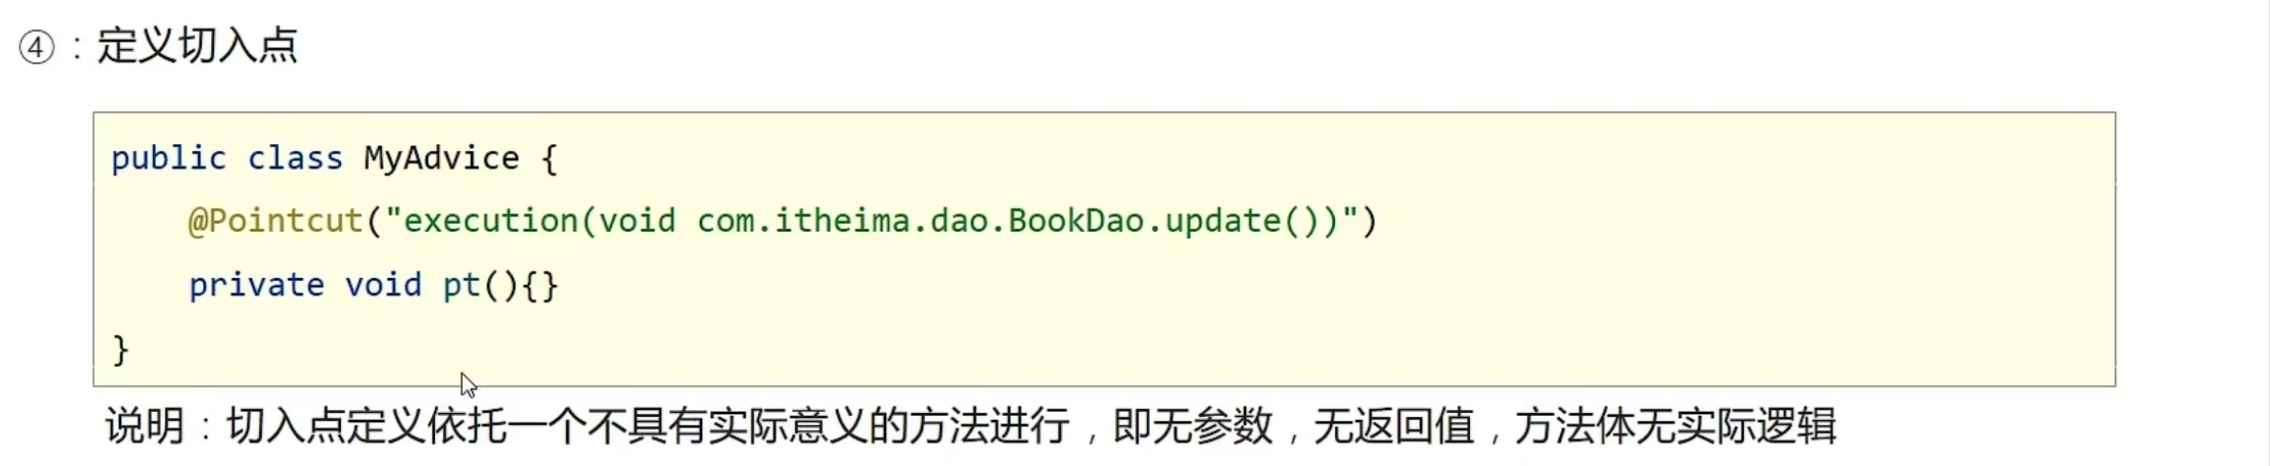 ④：定义切入点
public class MyAdvice {
    @Pointcut("execution(void com.itheima.dao.BookDao.update())")
    private void pt(){}
}
说明：切入点定义依托一个不具有实际意义的方法进行，即无参数，无返回值，方法体无实际逻辑